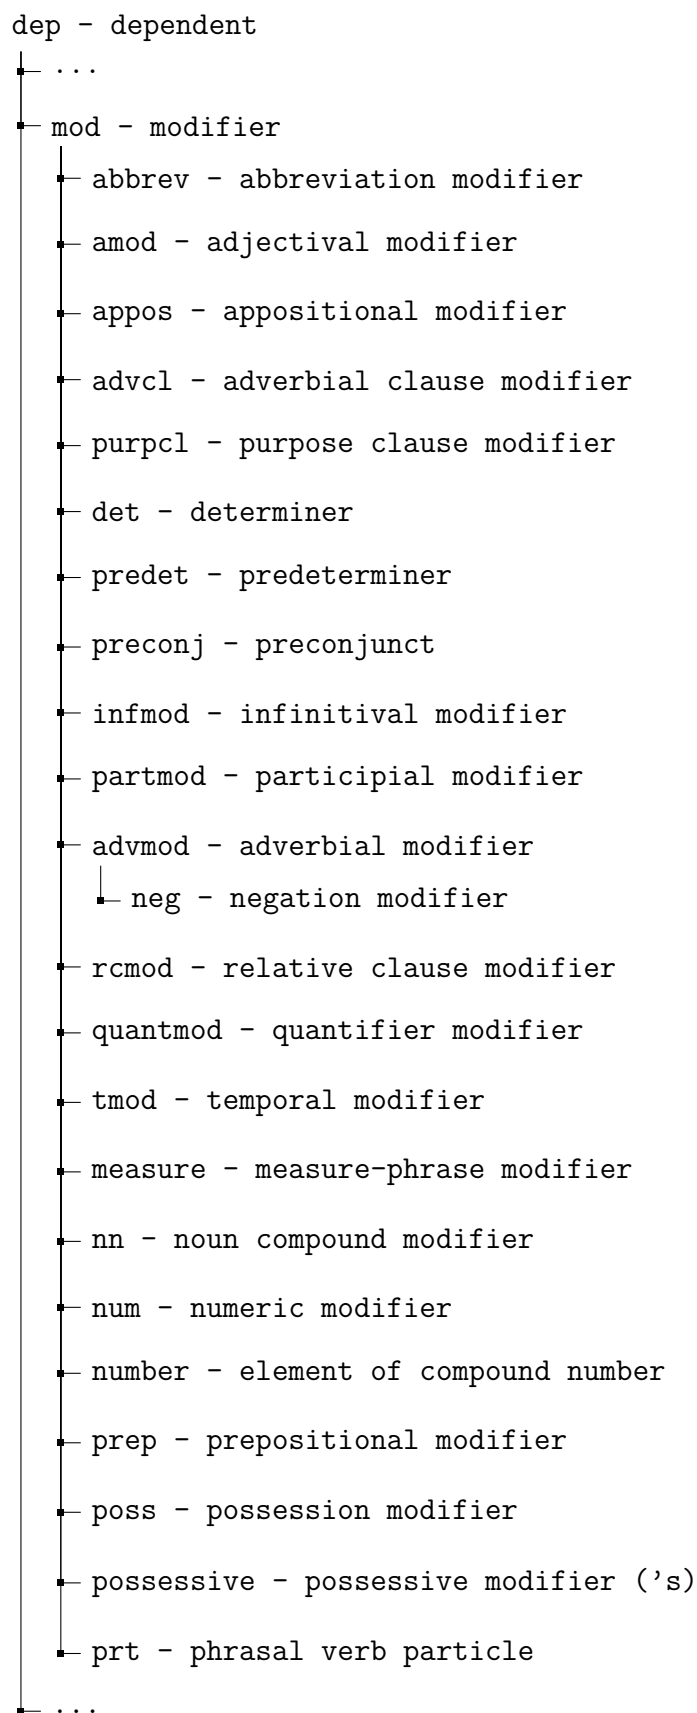 dep - dependent
...
mod - modifier
abbrev - abbreviation modifier
amod - adjectival modifier
appos - appositional modifier
advcl - adverbial clause modifier
purpcl - purpose clause modifier
det - determiner
predet - predeterminer
preconj - preconjunct
infmod - infinitival modifier
partmod - participial modifier
advmod - adverbial modifier
neg - negation modifier
rcmod - relative clause modifier
quantmod - quantifier modifier
tmod - temporal modifier
measure - measure-phrase modifier
nn - noun compound modifier
num - numeric modifier
number - element of compound number
prep - prepositional modifier
poss - possession modifier
possessive - possessive modifier (’s)
prt - phrasal verb particle
...